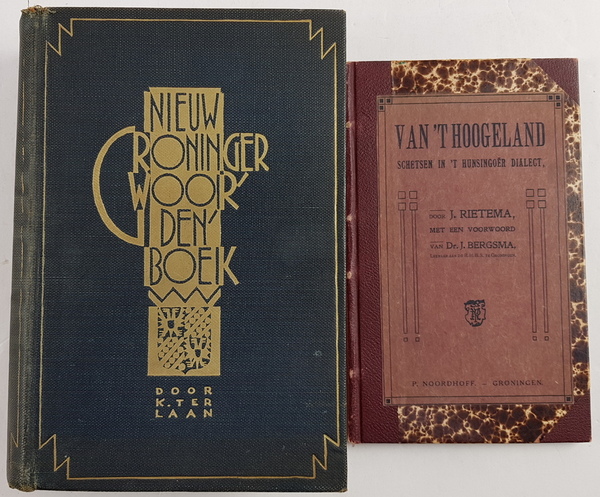 NIEUW
GRONINGER
WOOR'
DEN'
BOEK
DOOR
K. TER
LAAN
VAN 'T HOOGELAND
SCHETSEN IN 'T HUNSINGOËR DIALECT,
DOOR J. RIETEMA,
MET EEN VOORWOORD
VAN Dr. J. BERGSMA,
P. NOORDHOFF. - GRONINGEN.